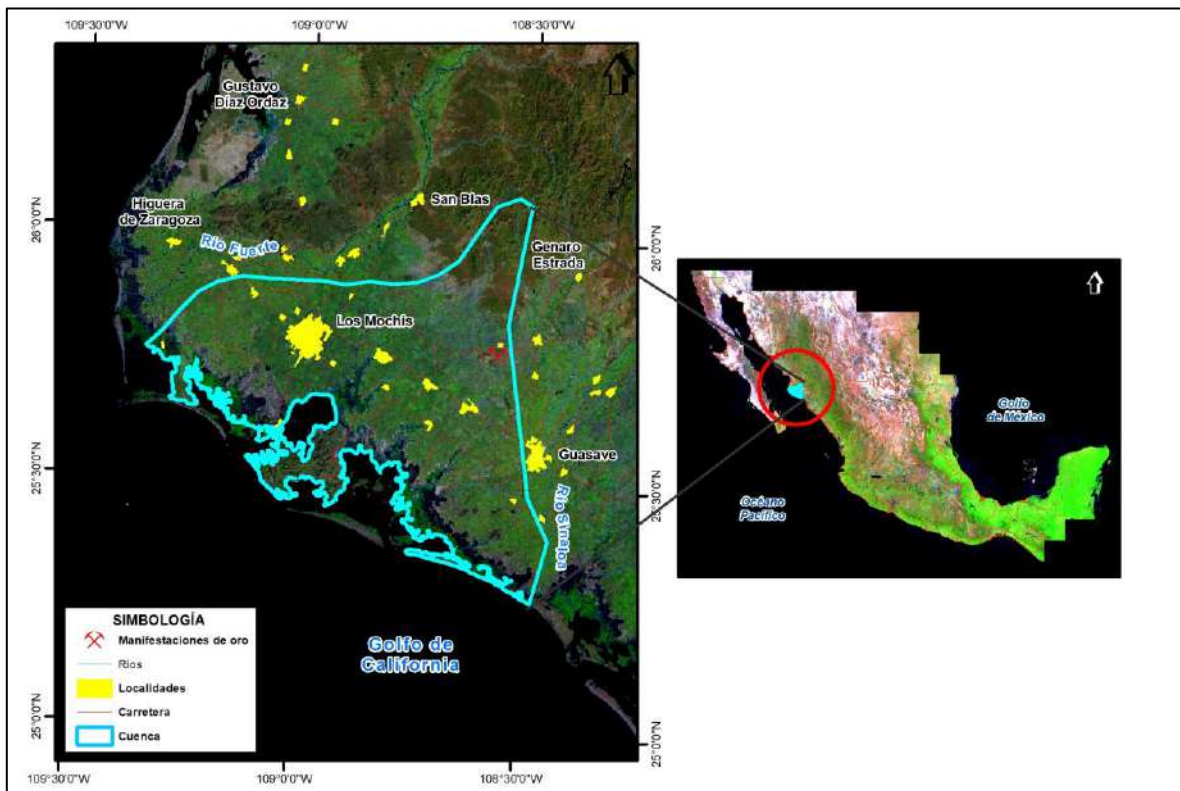 109°30'0"W
109°0'0"W
108°30'0"W
Gustavo
Díaz Ordaz
San Blas
Higuera
de Zaragoza
26°0'0"N
26°0'0"N
Río Fuerte
Genaro
Estrada
Los Mochis
Guasave
25°30'0"N
25°30'0"N
Río Sinaloa
Golfo de
California
25°0'0"N
25°0'0"N
SIMBOLOGÍA
Manifestaciones de oro
Ríos
Localidades
Carretera
Cuenca
109°30'0"W
109°0'0"W
108°30'0"W
Golfo
de México
Océano
Pacífico